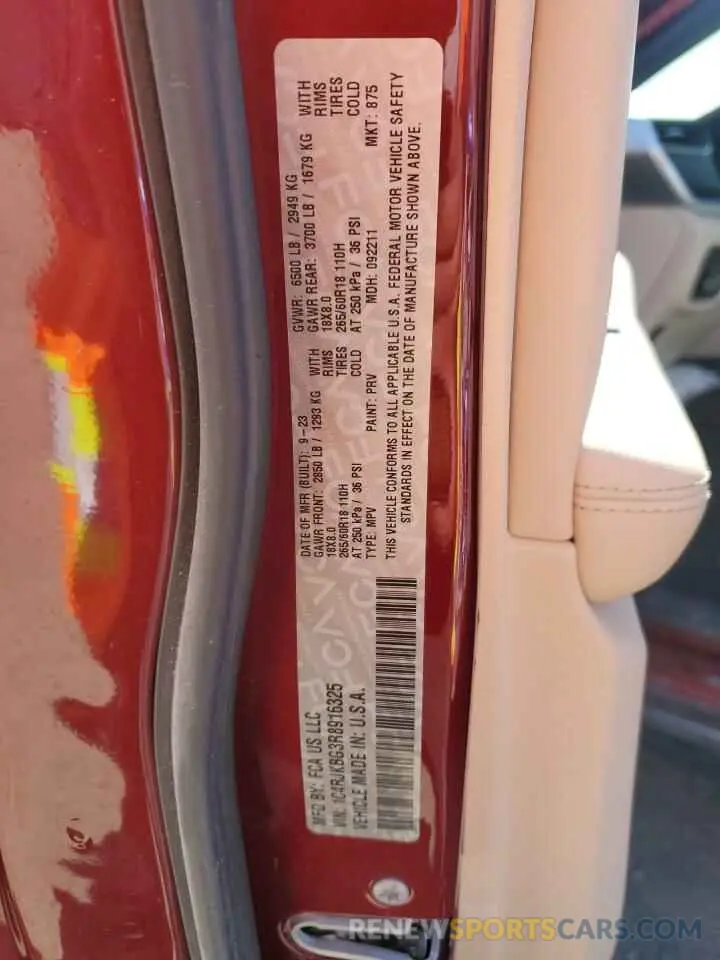 MFD BY: FCA US LLC
VIN: 1C4RJKBG3R8916325
VEHICLE MADE IN: U.S.A.
DATE OF MFR (BUILT): 9-23
GAWR FRONT: 2850 LB / 1293 KG WITH
18X8.0 RIMS
265/60R18 110H TIRES
AT 250 kPa / 36 PSI COLD
TYPE: MPV PAINT: PRV
GVWR: 6500 LB / 2949 KG
GAWR REAR: 3700 LB / 1679 KG WITH
18X8.0 RIMS
265/60R18 110H TIRES
AT 250 kPa / 36 PSI COLD
MDH: 092211 MKT: 875
THIS VEHICLE CONFORMS TO ALL APPLICABLE U.S.A. FEDERAL MOTOR VEHICLE SAFETY
STANDARDS IN EFFECT ON THE DATE OF MANUFACTURE SHOWN ABOVE.
RENEWSPORTSCARS.COM